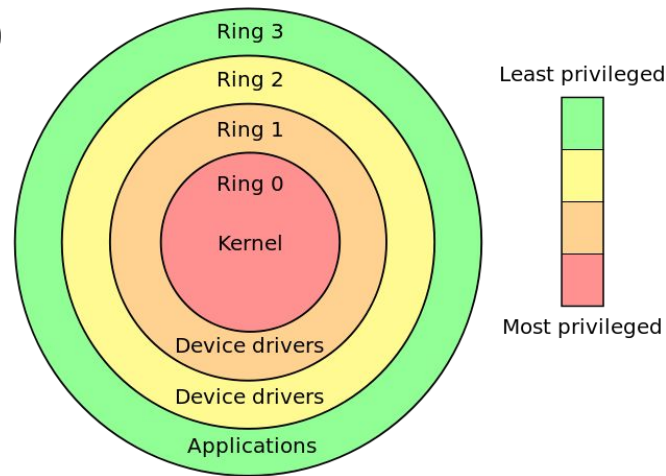 Ring 3
Ring 2
Ring 1
Ring 0
Kernel
Device drivers
Device drivers
Applications
Least privileged
Most privileged